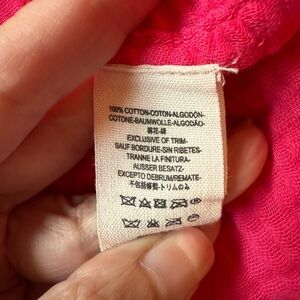 100% COTTON-COTON-ALGODÓN-
COTONE-BAUMWOLLE-ALGODÃO-
棉花-綿
EXCLUSIVE OF TRIM-
SAUF BORDURE-SIN RIBETES-
TRANNE LA FINITURA-
AUSSER BESATZ-
EXCEPTO DEBRUM/REMATE-
不包括修飾-トリムのみ